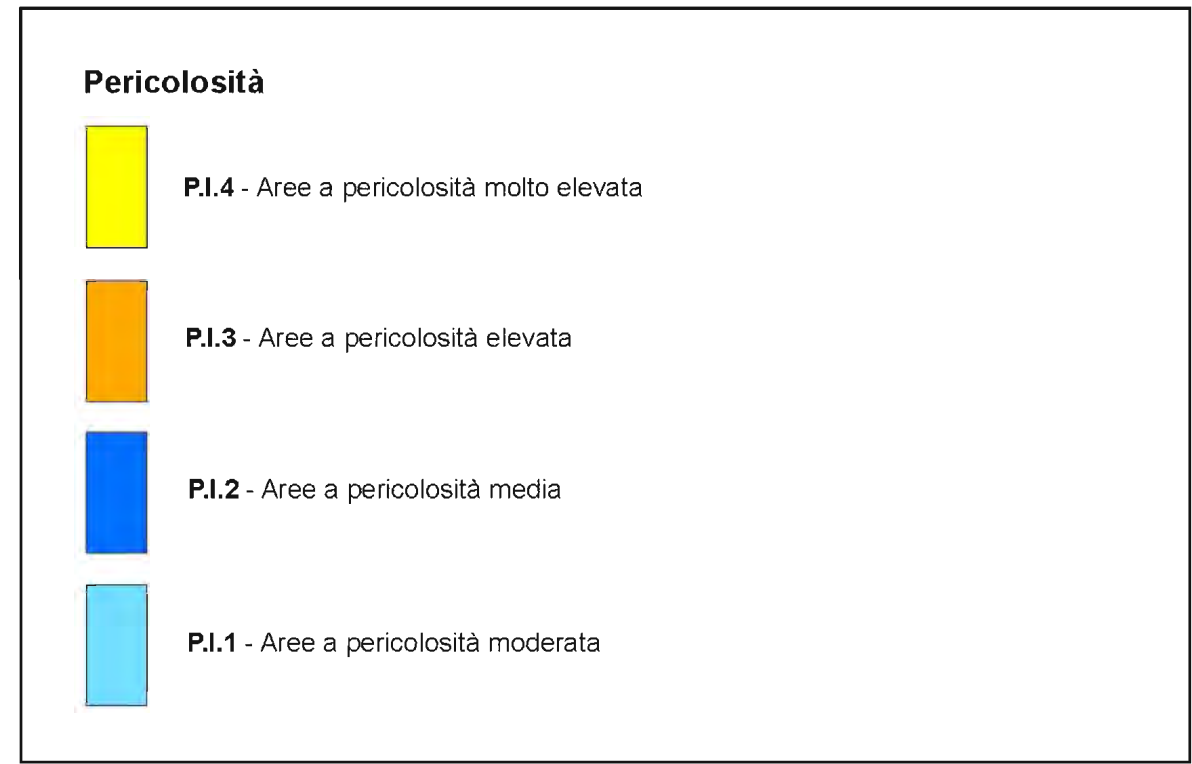 Pericolosità
P.I.4 - Aree a pericolosità molto elevata
P.I.3 - Aree a pericolosità elevata
P.I.2 - Aree a pericolosità media
P.I.1 - Aree a pericolosità moderata